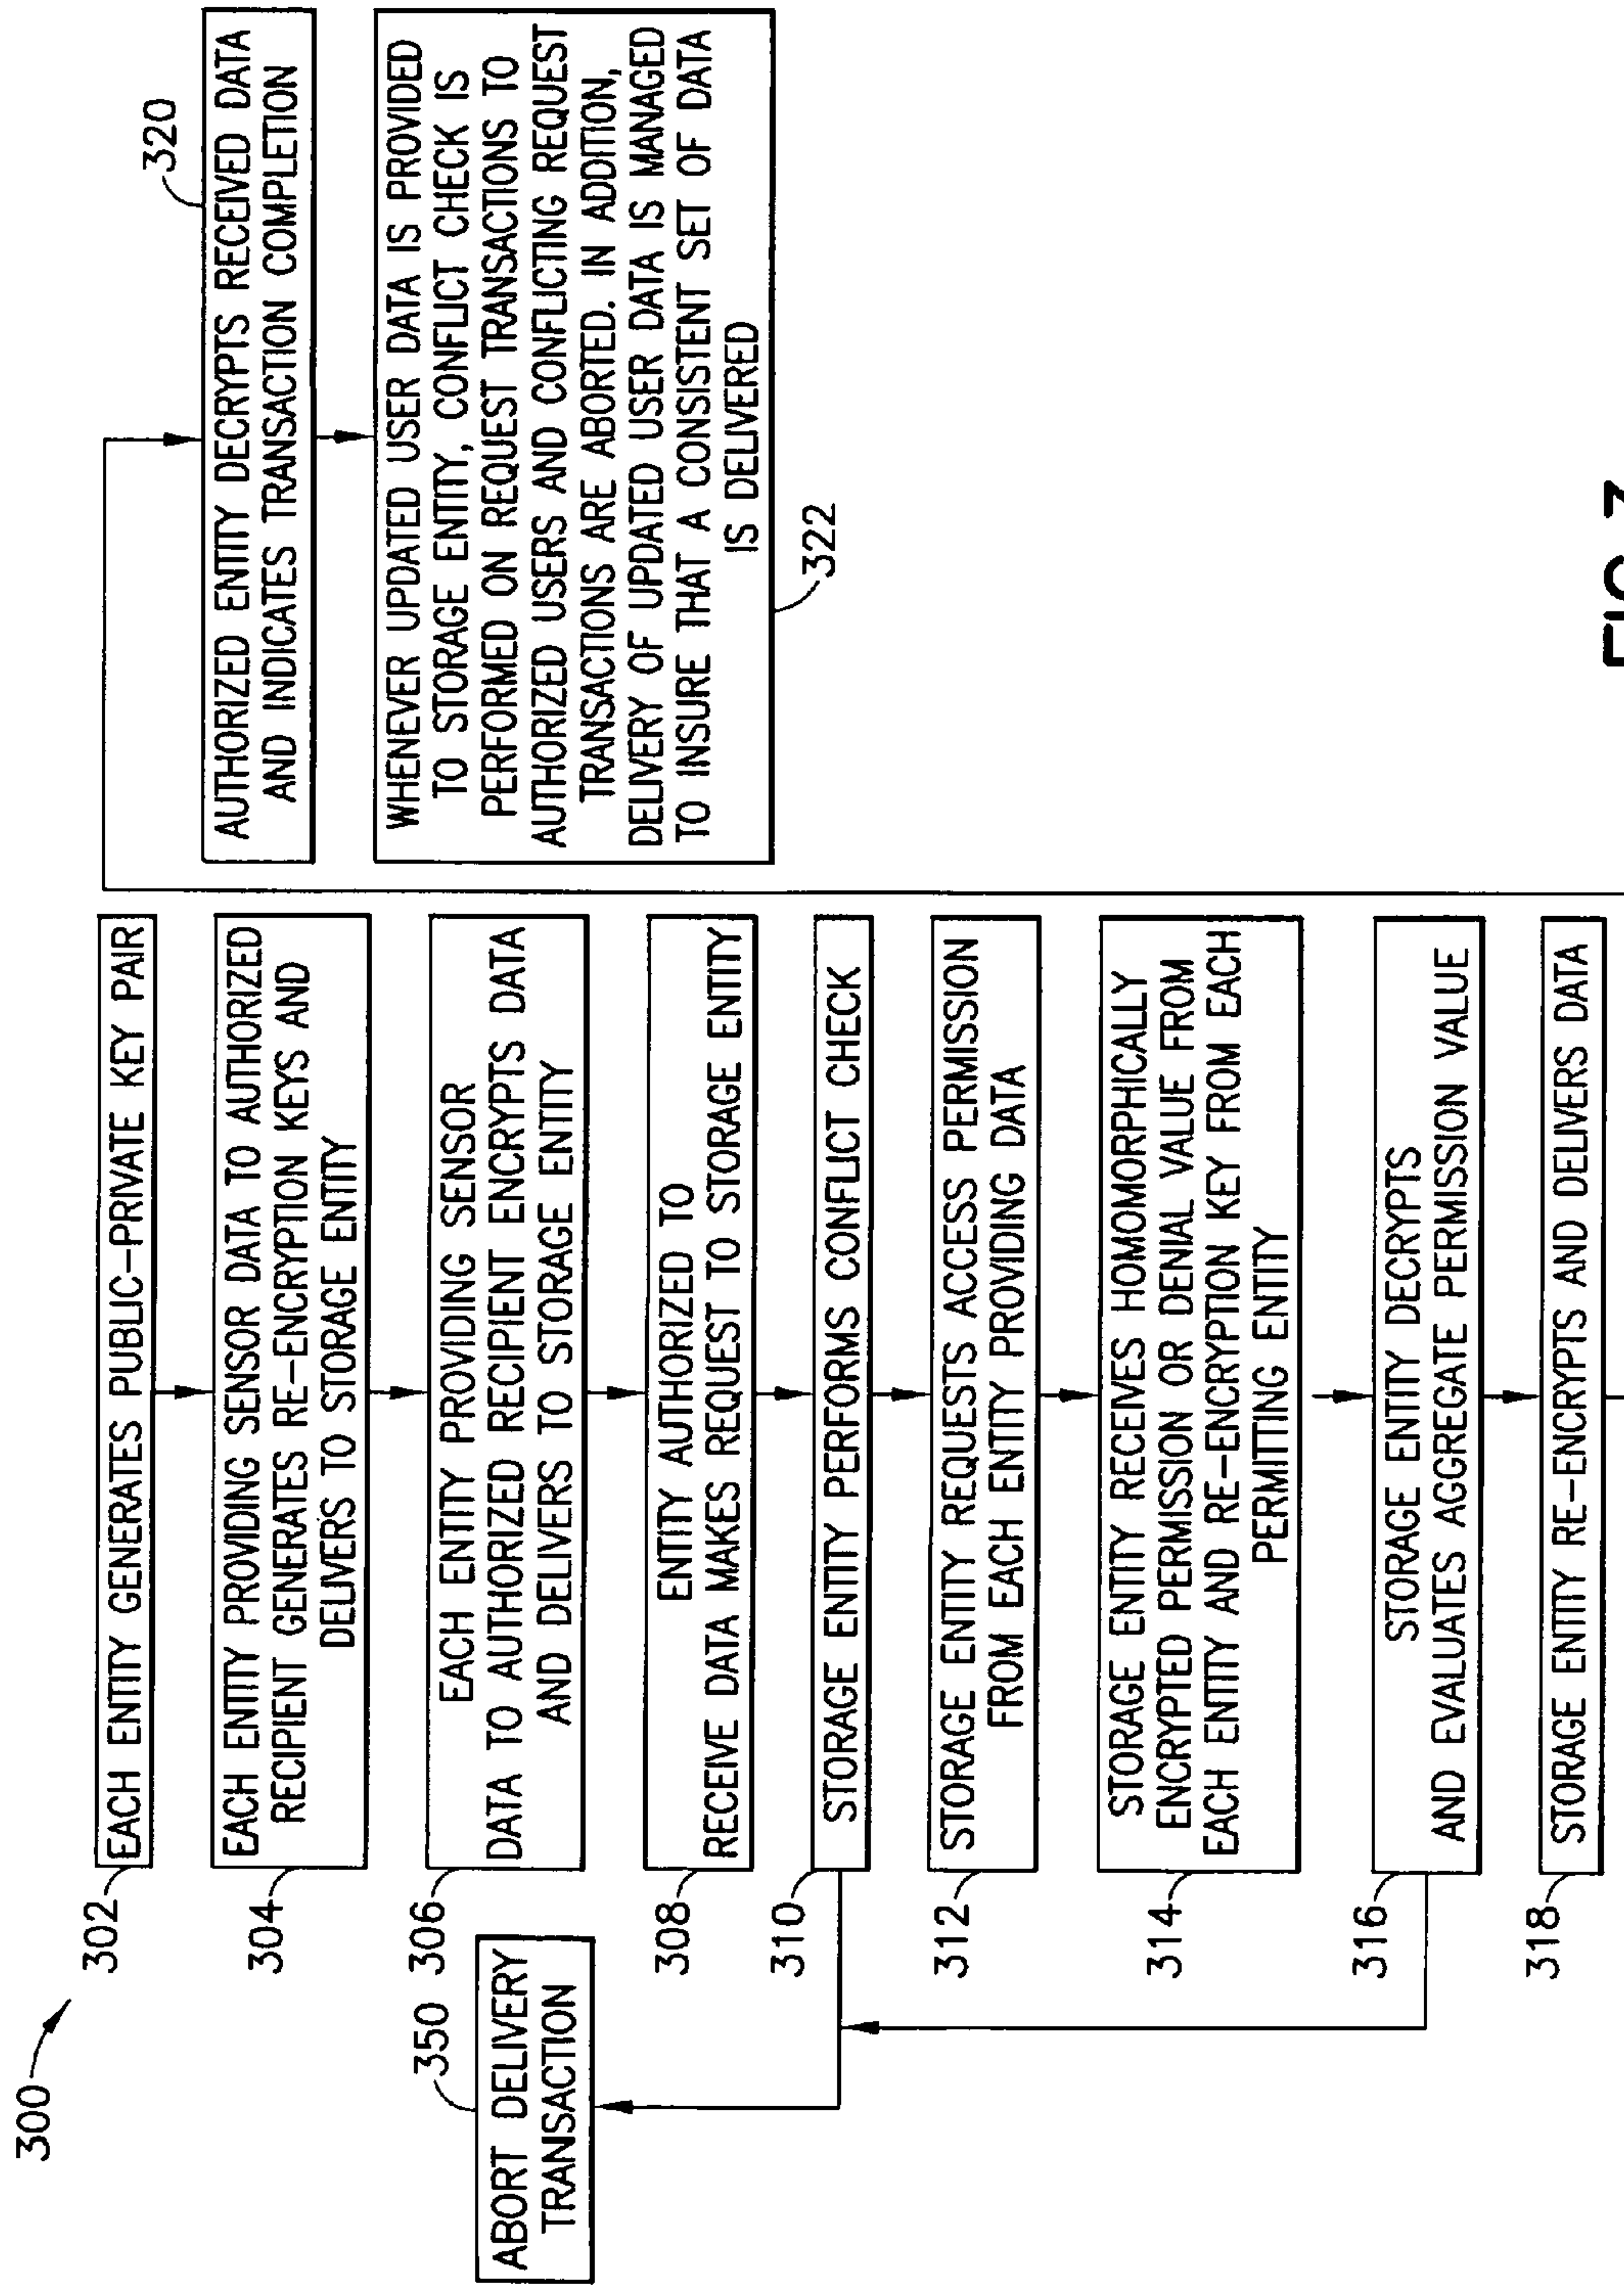 300
302
EACH ENTITY GENERATES PUBLIC-PRIVATE KEY PAIR
304
EACH ENTITY PROVIDING SENSOR DATA TO AUTHORIZED
RECIPIENT GENERATES RE-ENCRYPTION KEYS AND
DELIVERS TO STORAGE ENTITY
306
EACH ENTITY PROVIDING SENSOR
DATA TO AUTHORIZED RECIPIENT ENCRYPTS DATA
AND DELIVERS TO STORAGE ENTITY
350
ABORT DELIVERY
TRANSACTION
308
ENTITY AUTHORIZED TO
RECEIVE DATA MAKES REQUEST TO STORAGE ENTITY
310
STORAGE ENTITY PERFORMS CONFLICT CHECK
312
STORAGE ENTITY REQUESTS ACCESS PERMISSION
FROM EACH ENTITY PROVIDING DATA
314
STORAGE ENTITY RECEIVES HOMOMORPHICALLY
ENCRYPTED PERMISSION OR DENIAL VALUE FROM
EACH ENTITY AND RE-ENCRYPTION KEY FROM EACH
PERMITTING ENTITY
316
STORAGE ENTITY DECRYPTS
AND EVALUATES AGGREGATE PERMISSION VALUE
318
STORAGE ENTITY RE-ENCRYPTS AND DELIVERS DATA
320
AUTHORIZED ENTITY DECRYPTS RECEIVED DATA
AND INDICATES TRANSACTION COMPLETION
WHENEVER UPDATED USER DATA IS PROVIDED
TO STORAGE ENTITY, CONFLICT CHECK IS
PERFORMED ON REQUEST TRANSACTIONS TO
AUTHORIZED USERS AND CONFLICTING REQUEST
TRANSACTIONS ARE ABORTED. IN ADDITION,
DELIVERY OF UPDATED USER DATA IS MANAGED
TO INSURE THAT A CONSISTENT SET OF DATA
IS DELIVERED
322
FIG.3